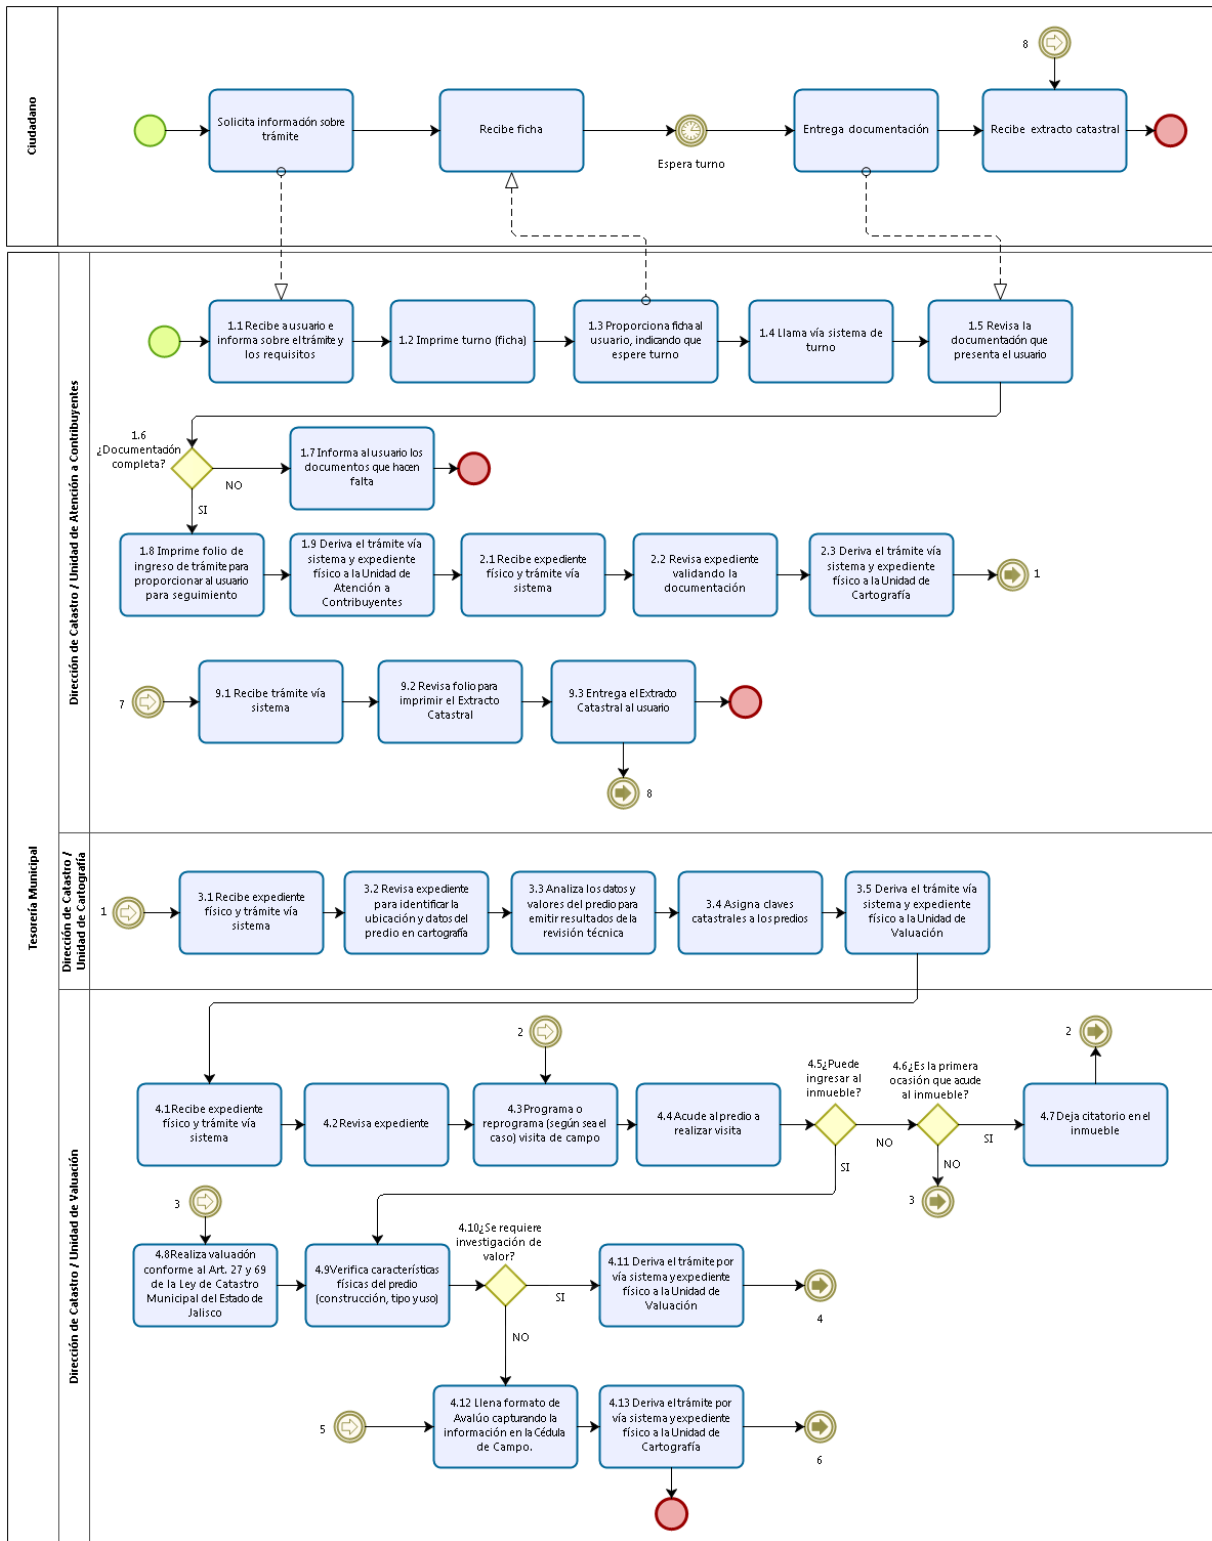 Ciudadano
8
Solicita información sobre
trámite
Recibe ficha
Espera turno
Entrega documentación
Recibe extracto catastral
Tesorería Municipal
Dirección de Catastro / Unidad de Atención a Contribuyentes
1.1 Recibe a usuario e
informa sobre el trámite y
los requisitos
1.2 Imprime turno (ficha)
1.3 Proporciona ficha al
usuario, indicando que
espere turno
1.4 Llama vía sistema de
turno
1.5 Revisa la
documentación que
presenta el usuario
1.6
¿Documentación
completa?
NO
SI
1.7 Informa al usuario los
documentos que hacen
falta
1.8 Imprime folio de
ingreso de trámite para
proporcionar al usuario
para seguimiento
1.9 Deriva el trámite vía
sistema y expediente
físico a la Unidad de
Atención a
Contribuyentes
2.1 Recibe expediente
físico y trámite vía
sistema
2.2 Revisa expediente
validando la
documentación
2.3 Deriva el trámite vía
sistema y expediente
físico a la Unidad de
Cartografía
1
7
9.1 Recibe trámite vía
sistema
9.2 Revisa folio para
imprimir el Extracto
Catastral
9.3 Entrega el Extracto
Catastral al usuario
8
Dirección de Catastro /
Unidad de Cartografía
1
3.1 Recibe expediente
físico y trámite vía
sistema
3.2 Revisa expediente
para identificar la
ubicación y datos del
predio en cartografía
3.3 Analiza los datos y
valores del predio para
emitir resultados de la
revisión técnica
3.4 Asigna claves
catastrales a los predios
3.5 Deriva el trámite vía
sistema y expediente
físico a la Unidad de
Valuación
Dirección de Catastro / Unidad de Valuación
2
4.1 Recibe expediente
físico y trámite vía
sistema
4.2 Revisa expediente
4.3 Programa o
reprograma (según sea el
caso) visita de campo
4.4 Acude al predio a
realizar visita
4.5¿Puede
ingresar al
inmueble?
NO
SI
4.6¿Es la primera
ocasión que acude
al inmueble?
SI
NO
4.7 Deja citatorio en el
inmueble
2
3
3
4.8Realiza valuación
conforme al Art. 27 y 69
de la Ley de Catastro
Municipal del Estado de
Jalisco
4.9Verifica características
físicas del predio
(construcción, tipo y uso)
4.10¿Se requiere
investigación de
valor?
SI
NO
4.11 Deriva el trámite por
vía sistema y expediente
físico a la Unidad de
Valuación
4
5
4.12 Llena formato de
Avalúo capturando la
información en la Cédula
de Campo.
4.13 Deriva el trámite por
vía sistema y expediente
físico a la Unidad de
Cartografía
6